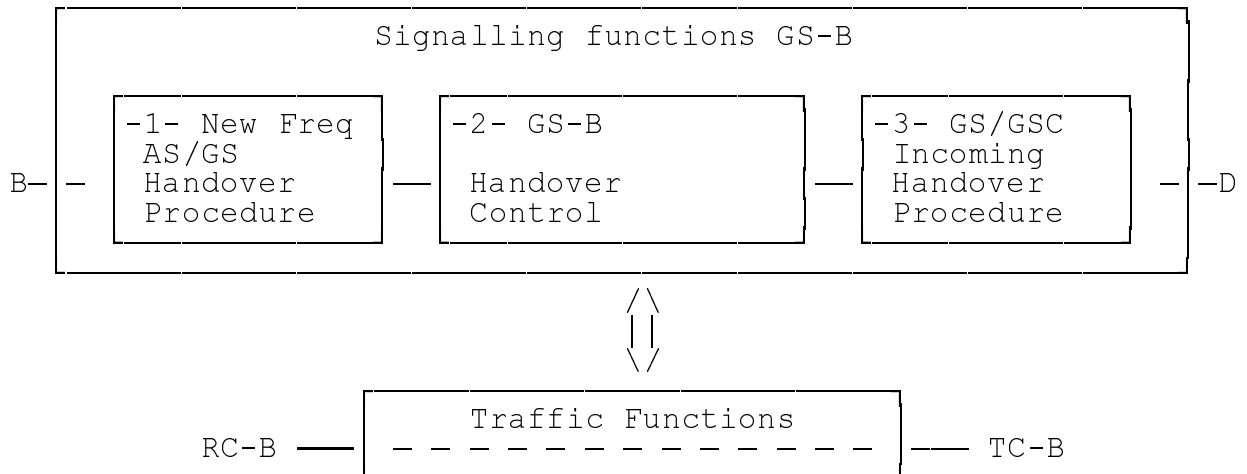 Signalling functions GS-B
-1- New Freq
AS/GS
Handover
Procedure
-2- GS-B
Handover
Control
-3- GS/GSC
Incoming
Handover
Procedure
B
D
Traffic Functions
RC-B
TC-B